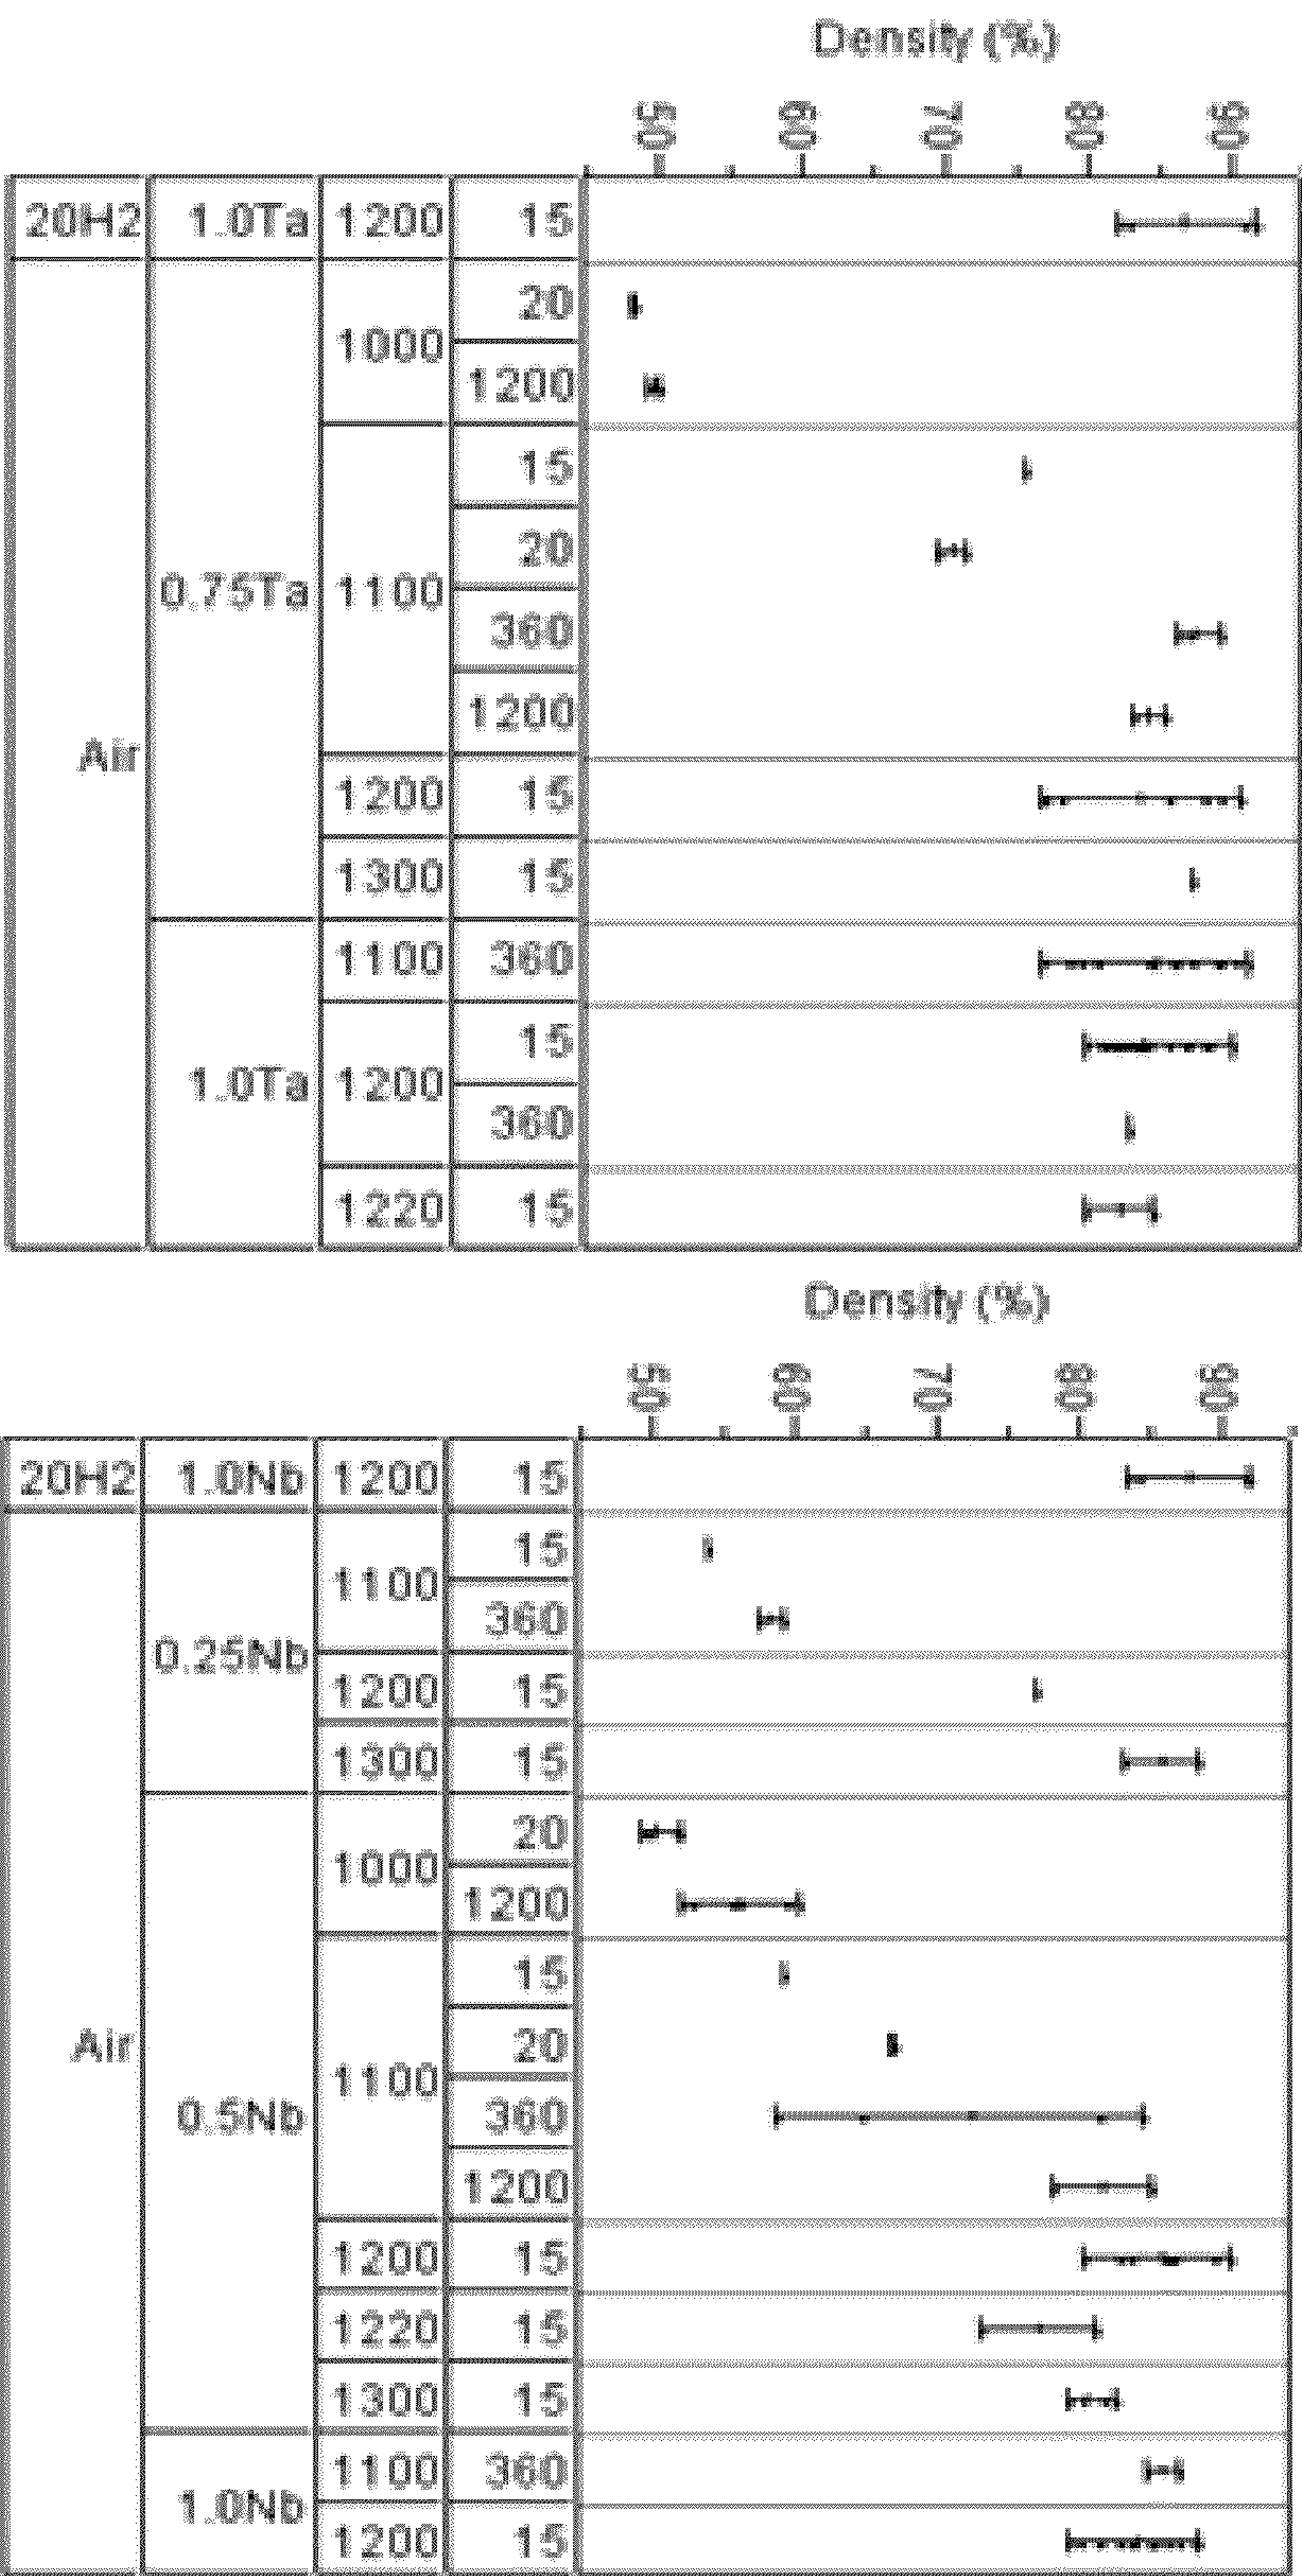 Density (%)
50 60 70 80 90
20H2 1.0Ta 1200 15
20
1000
1200
15
20
0.75Ta 1100
360
1200
Air
1200 15
1300 15
1100 360
15
1.0Ta 1200
360
1220 15
Density (%)
50 60 70 80 90
20H2 1.0Nb 1200 15
15
1100
360
0.25Nb
1200 15
1300 15
20
1000
1200
15
Air 20
1100
0.5Nb 360
1200
1200 15
1220 15
1300 15
1100 360
1.0Nb
1200 15